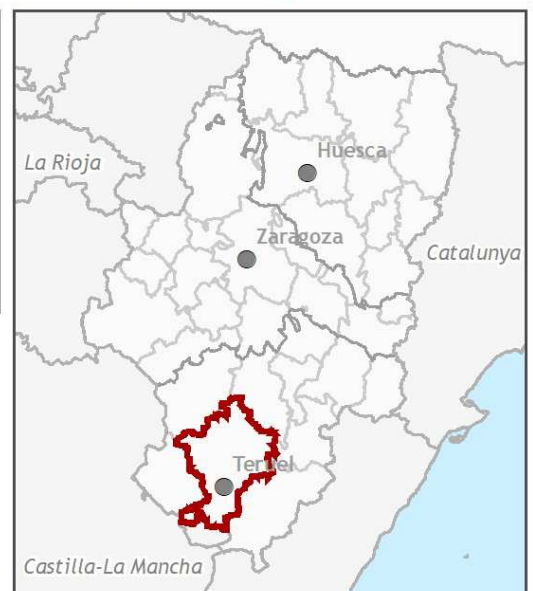 Huesca
La Rioja
Zaragoza
Catalunya
Teruel
Castilla-La Mancha